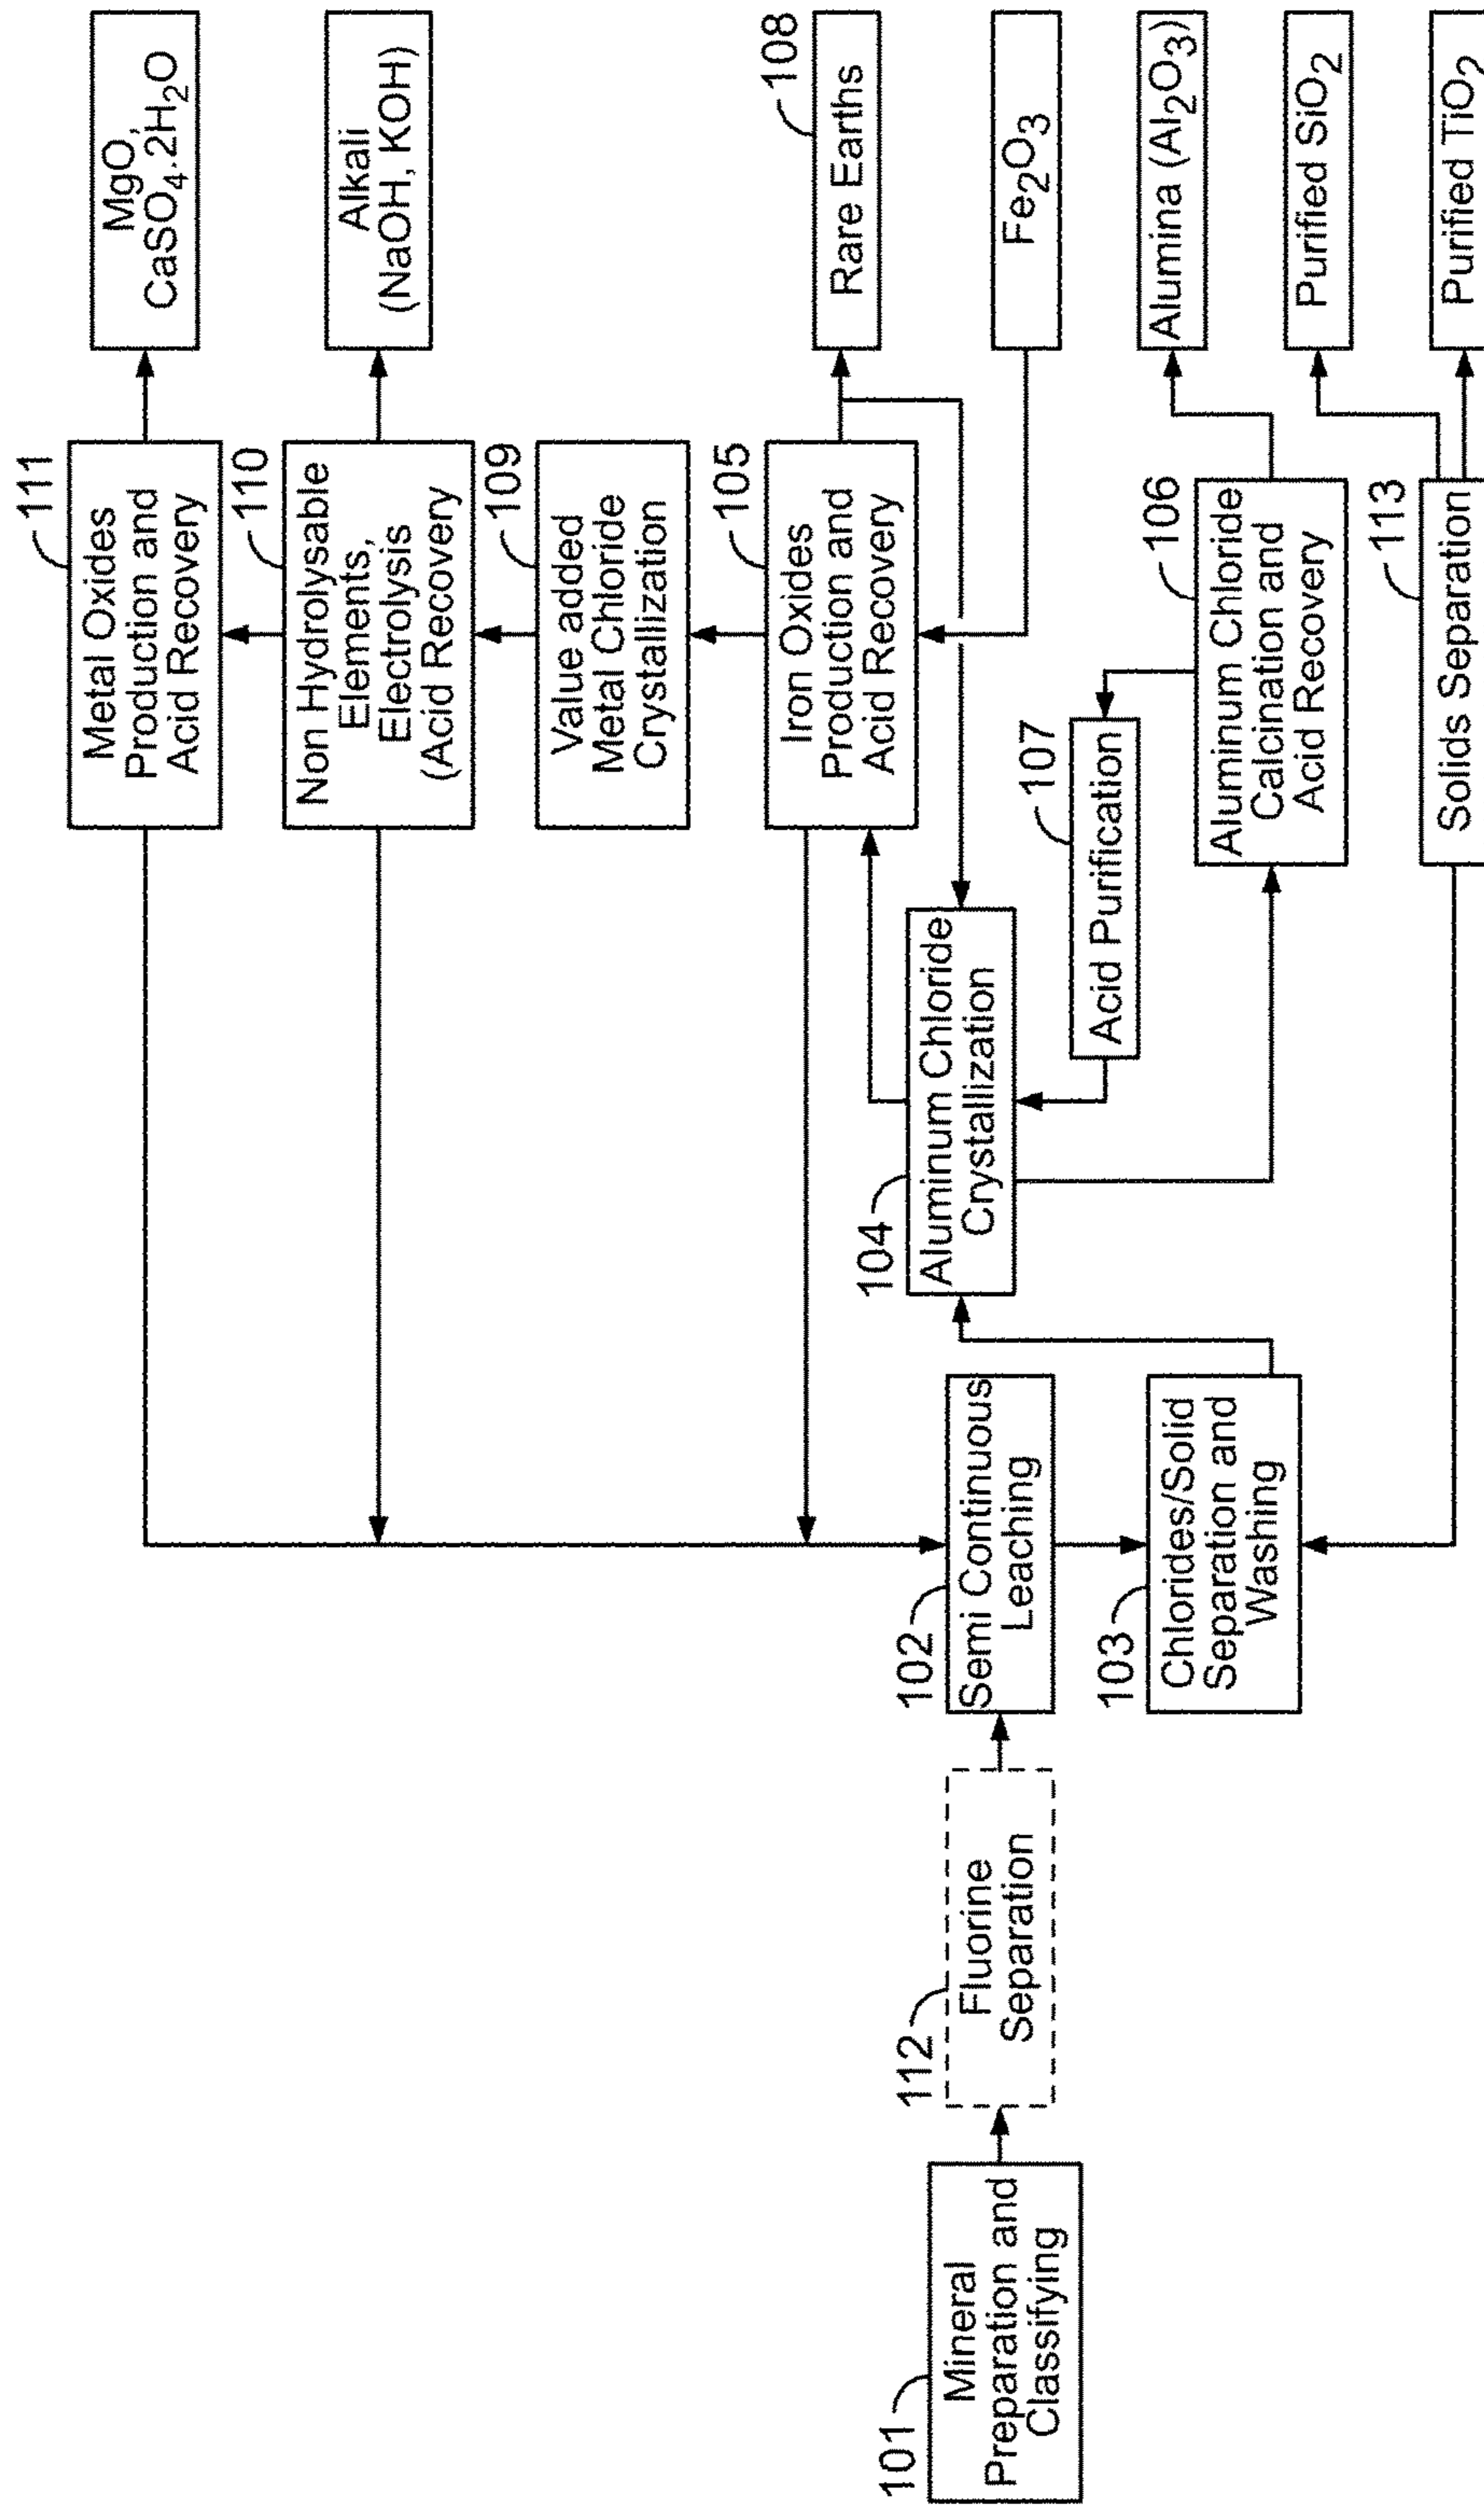 101
Mineral
Preparation and
Classifying
112
Fluorine
Separation
102
Semi Continuous
Leaching
103
Chlorides/Solid
Separation and
Washing
104
Aluminum Chloride
Crystallization
111
Metal Oxides
Production and
Acid Recovery
110
Non Hydrolysable
Elements,
Electrolysis
(Acid Recovery
109
Value added
Metal Chloride
Crystallization
105
Iron Oxides
Production and
Acid Recovery
107
Acid Purification
106
Aluminum Chloride
Calcination and
Acid Recovery
113
Solids Separation
MgO,
CaSO4.2H2O
Alkali
(NaOH, KOH)
108
Rare Earths
Fe2O3
Alumina (Al2O3)
Purified SiO2
Purified TiO2